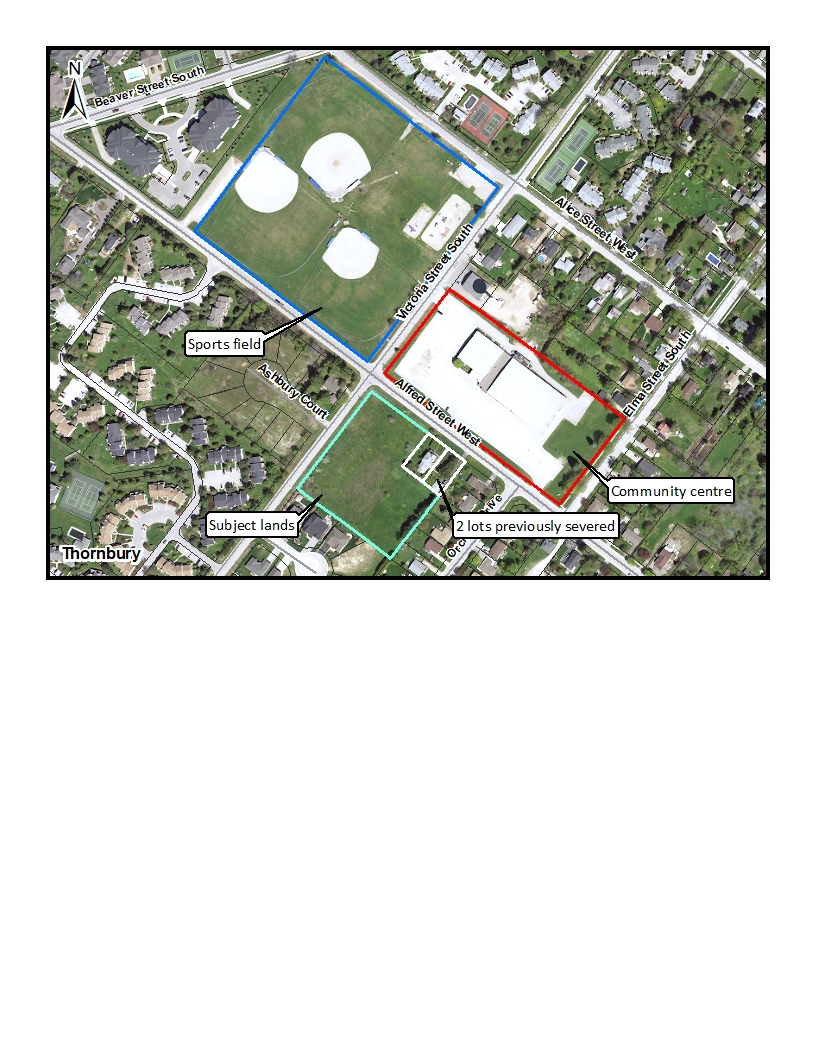 N
Beaver Street South
Alice Street West
Victoria Street South
Sports field
Elma Street South
Ashbury Court
Alfred Street West
Community centre
Subject lands
2 lots previously severed
Thornbury